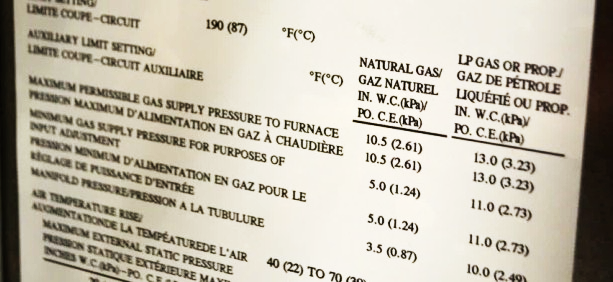 LIMITE COUPE-CIRCUIT 190 (87) °F(°C)
AUXILIARY LIMIT SETTING/
LIMITE COUPE-CIRCUIT AUXILIAIRE °F(°C)
NATURAL GAS/ LP GAS OR PROP./
GAZ NATUREL GAZ DE PÉTROLE
IN. W.C.(kPa)/ LIQUÉFIÉ OU PROP.
PO. C.E.(kPa) IN. W.C.(kPa)/
PO. C.E.(kPa)
MAXIMUM PERMISSIBLE GAS SUPPLY PRESSURE TO FURNACE 10.5 (2.61) 13.0 (3.23)
PRESSION MAXIMUM D'ALIMENTATION EN GAZ À CHAUDIÈRE 10.5 (2.61) 13.0 (3.23)
MINIMUM GAS SUPPLY PRESSURE FOR PURPOSES OF
INPUT ADJUSTMENT 5.0 (1.24) 11.0 (2.73)
PRESSION MINIMUM D'ALIMENTATION EN GAZ POUR LE
RÉGLAGE DE PUISSANCE D'ENTRÉE 5.0 (1.24) 11.0 (2.73)
MANIFOLD PRESSURE/PRESSION A LA TUBULURE 3.5 (0.87) 10.0 (2.49)
AIR TEMPERATURE RISE/
AUGMENTATIONDE LA TEMPÉATUREDE L'AIR 40 (22) TO 70
MAXIMUM EXTERNAL STATIC PRESSURE
PRESSION STATIQUE EXTÉRIEURE
INCHES W.C.(kPa)-PO.